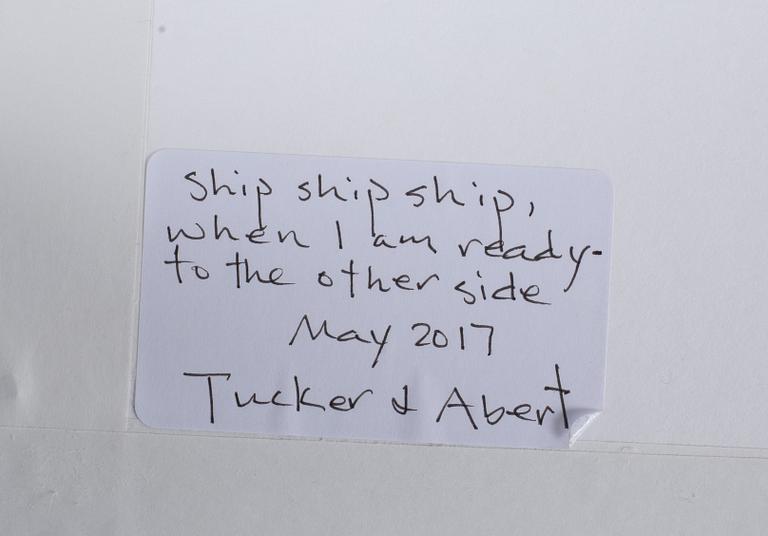 ship ship ship,
when I am ready-
to the other side
May 2017
Tucker & Abert